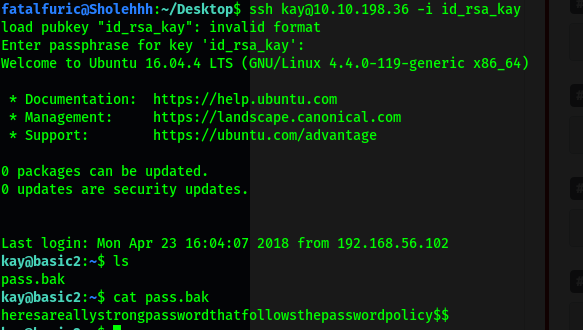 fatalfuric@Sholehhh:~/Desktop$ ssh kay@10.10.198.36 -i id_rsa_kay
load pubkey "id_rsa_kay": invalid format
Enter passphrase for key 'id_rsa_kay':
Welcome to Ubuntu 16.04.4 LTS (GNU/Linux 4.4.0-119-generic x86_64)
* Documentation:  https://help.ubuntu.com
* Management:     https://landscape.canonical.com
* Support:        https://ubuntu.com/advantage
0 packages can be updated.
0 updates are security updates.
Last login: Mon Apr 23 16:04:07 2018 from 192.168.56.102
kay@basic2:~$ ls
pass.bak
kay@basic2:~$ cat pass.bak
heresareallystrongpasswordthatfollowsthepasswordpolicy$$
kay@basic2:~$